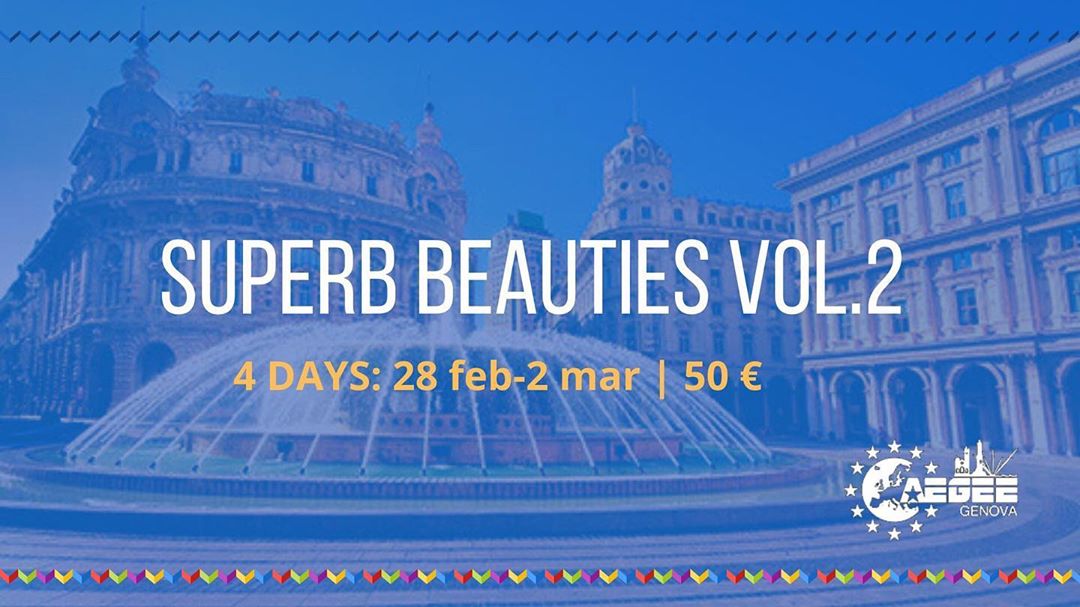 SUPERB BEAUTIES VOL.2
4 DAYS: 28 feb-2 mar | 50 €
AEGEE
GENOVA